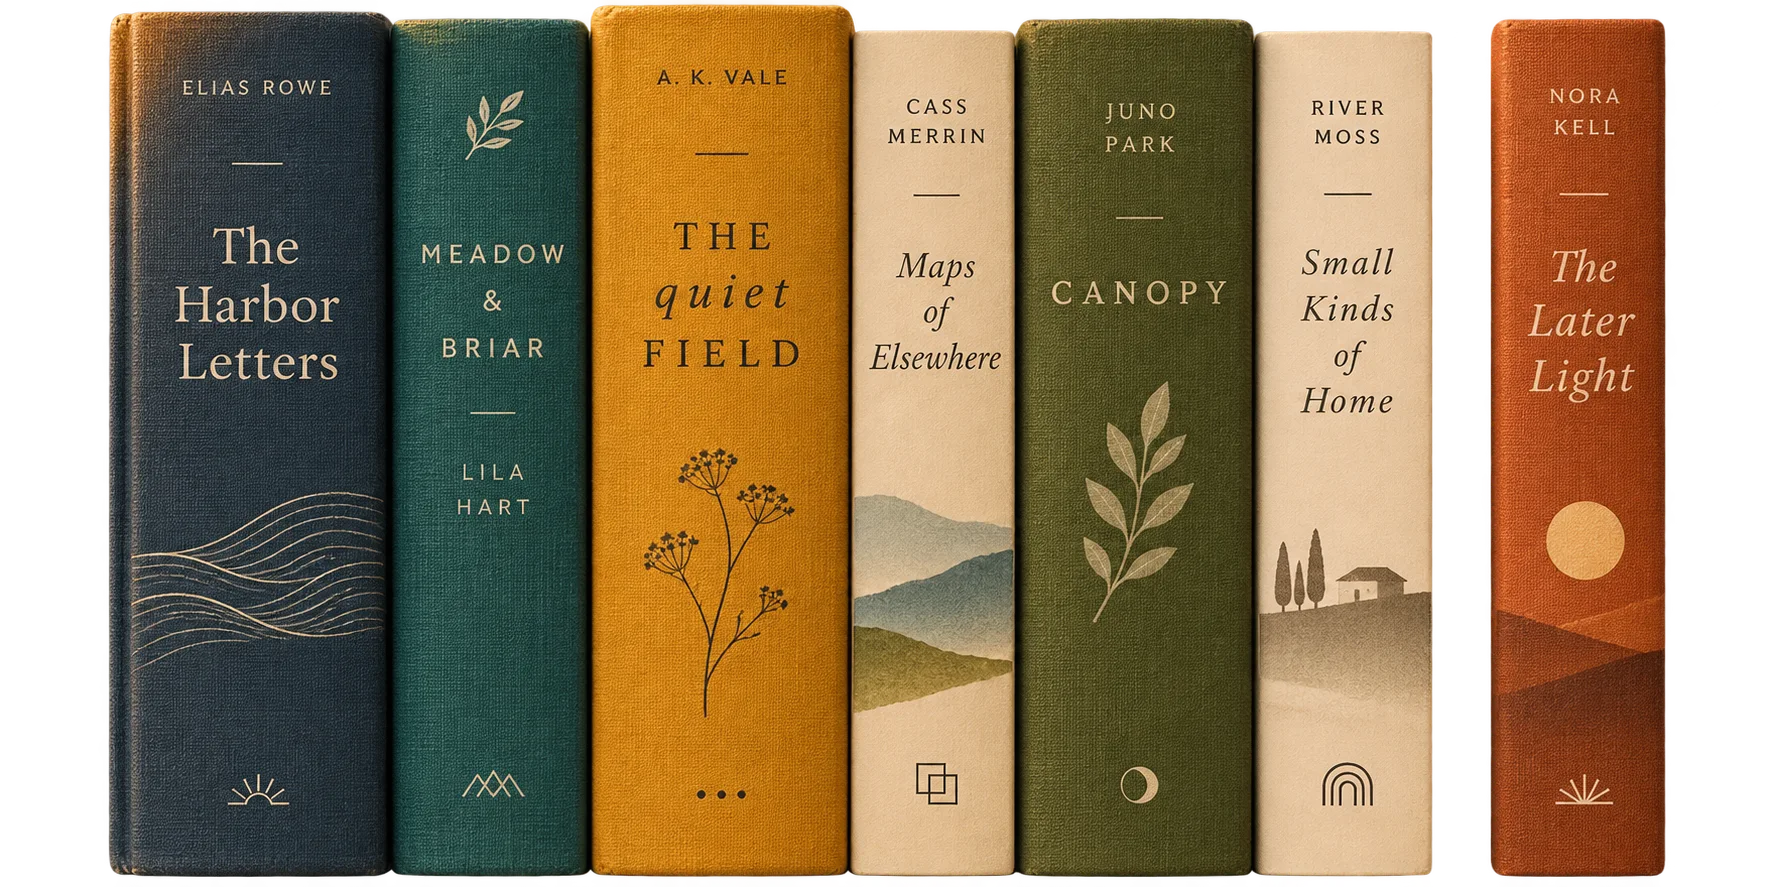 ELIAS ROWE
The
Harbor
Letters
MEADOW
&
BRIAR
LILA
HART
A. K. VALE
THE
quiet
FIELD
CASS
MERRIN
Maps
of
Elsewhere
JUNO
PARK
CANOPY
RIVER
MOSS
Small
Kinds
of
Home
NORA
KELL
The
Later
Light